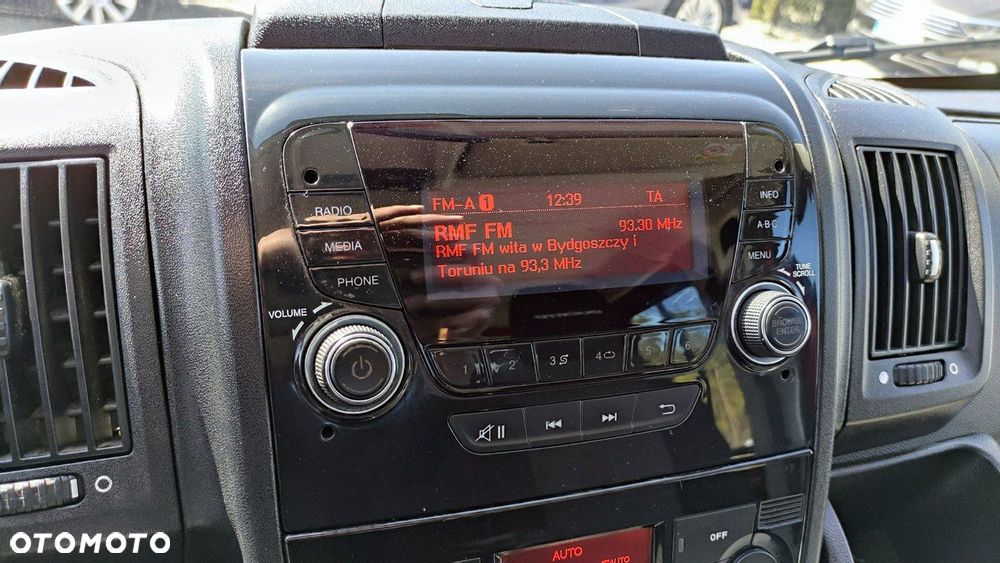 FM-A 1 12:39 TA
RMF FM 93.30 MHz
RMF FM wita w Bydgoszczy i
Toruniu na 93,3 MHz
RADIO
MEDIA
PHONE
VOLUME
INFO
A·B·C
MENU
TUNE
SCROLL
BROWSE
ENTER
1 2 3 4 5 6
AUTO
AUTO
OFF
OTOMOTO